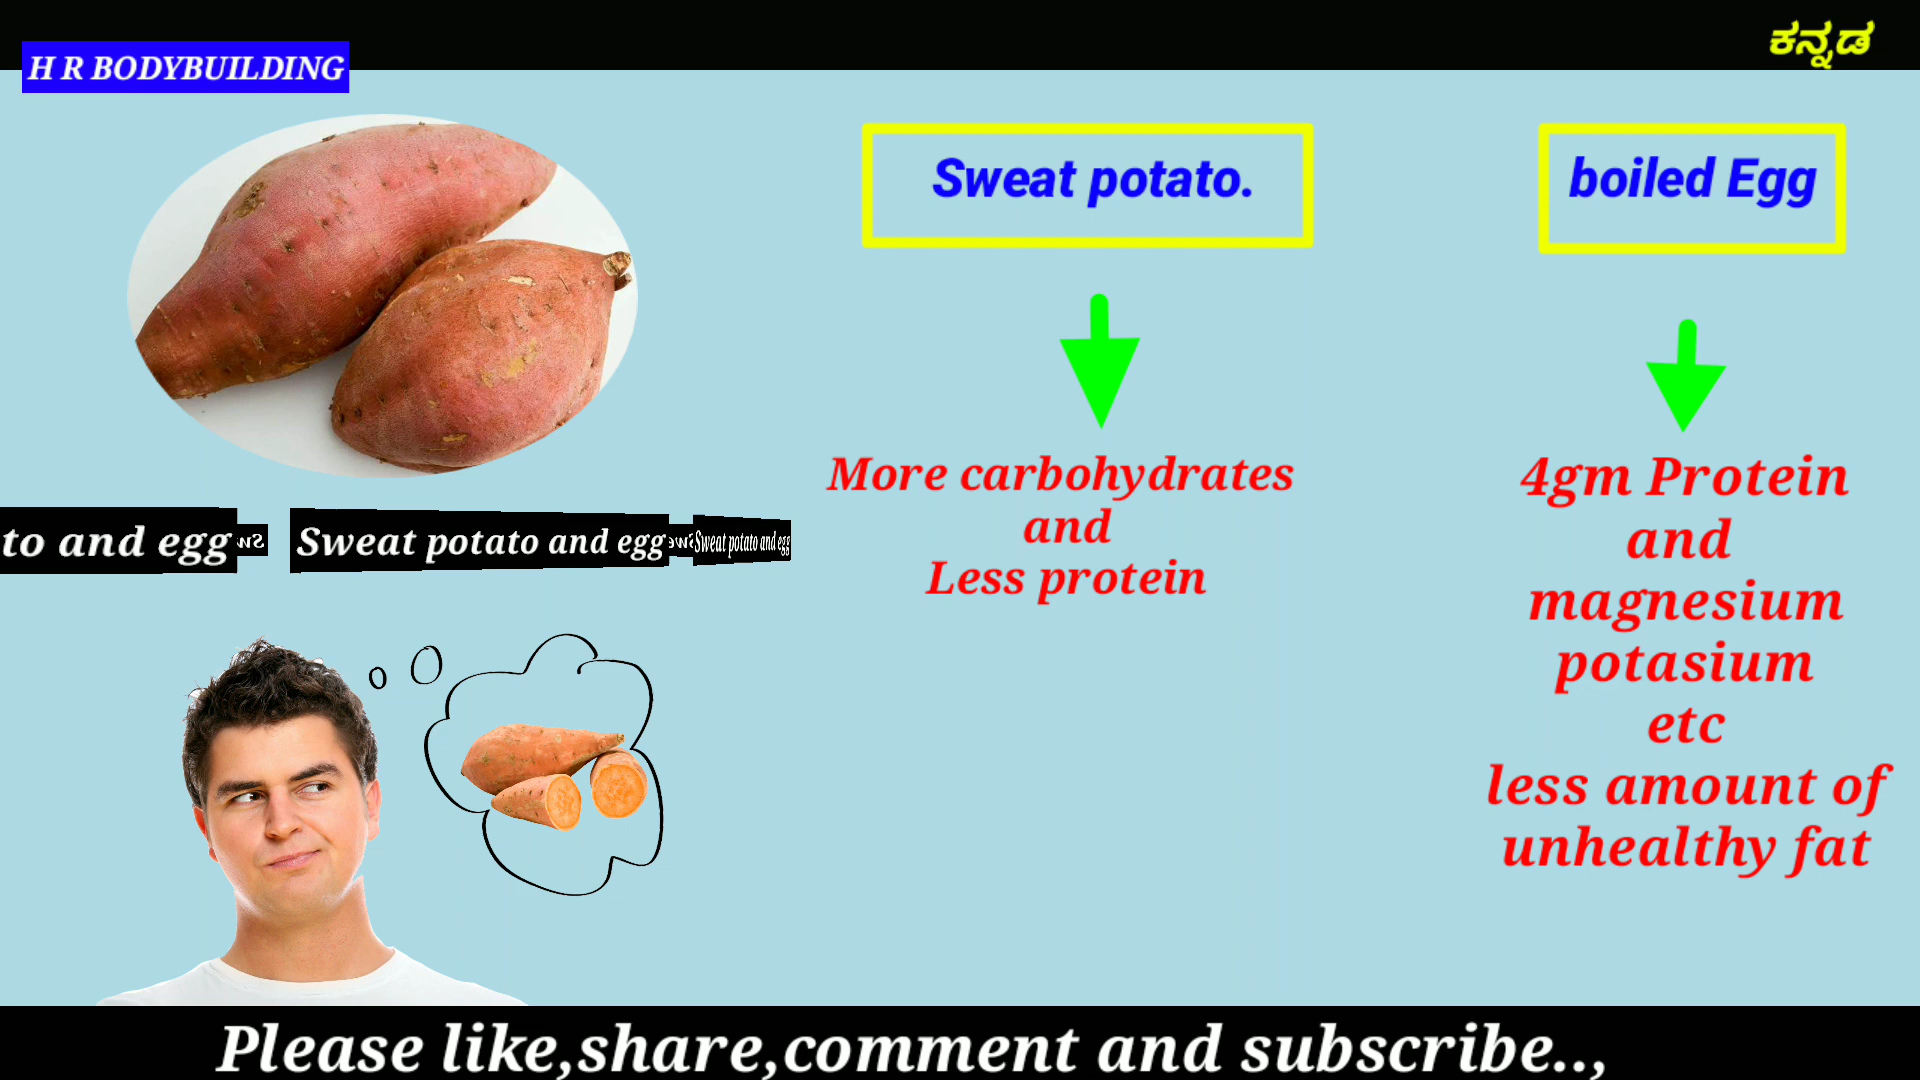 ಕನ್ನಡ
H R BODYBUILDING
Sweat potato.
boiled Egg
More carbohydrates
and
Less protein
4gm Protein
and
magnesium
potasium
etc
less amount of
unhealthy fat
to and egg
Sweat potato and egg
Sweat potato and egg
Please like,share,comment and subscribe..,